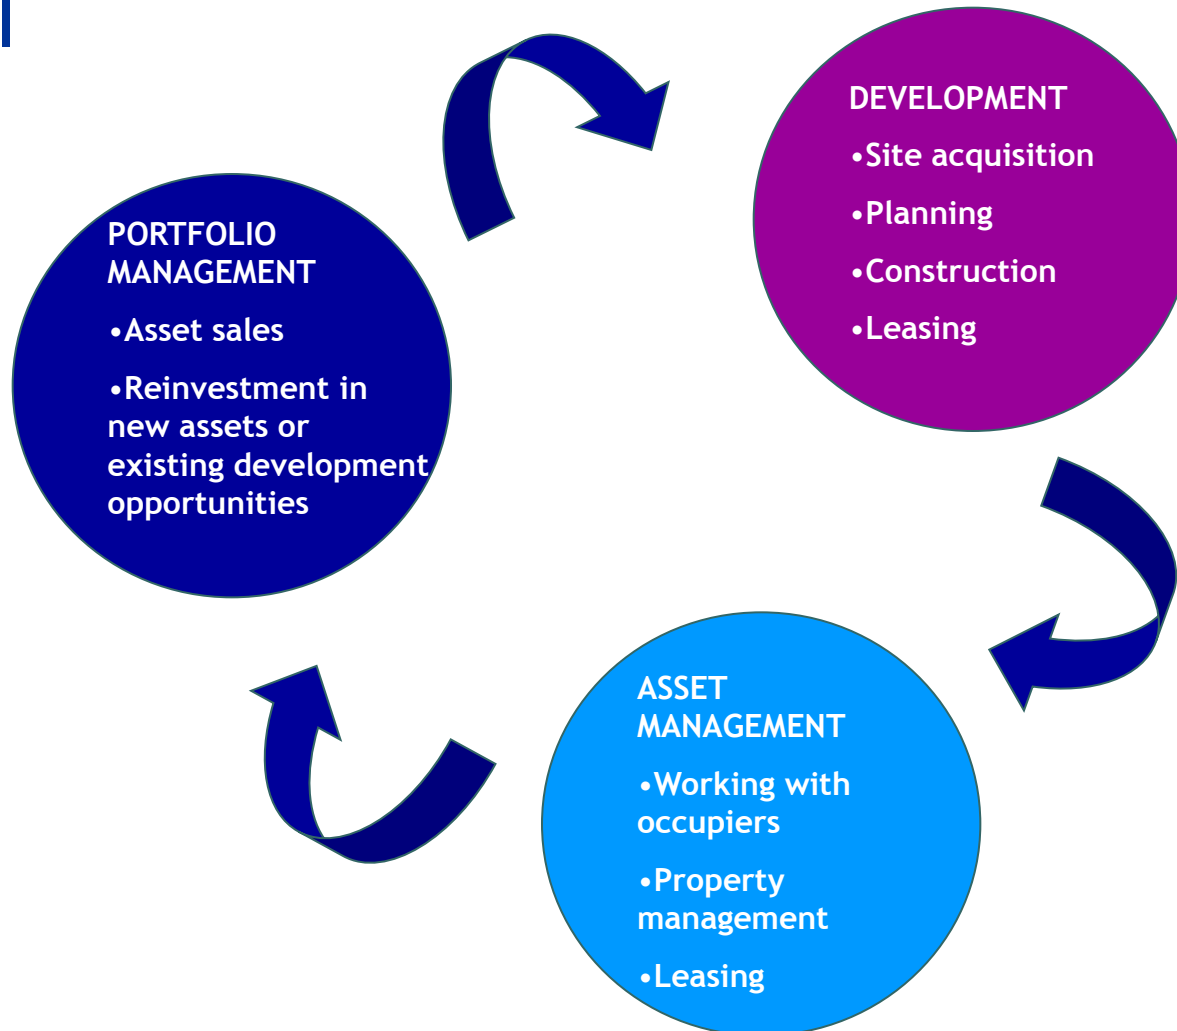 PORTFOLIO
MANAGEMENT
•Asset sales
•Reinvestment in
new assets or
existing development
opportunities
DEVELOPMENT
•Site acquisition
•Planning
•Construction
•Leasing
ASSET
MANAGEMENT
•Working with
occupiers
•Property
management
•Leasing